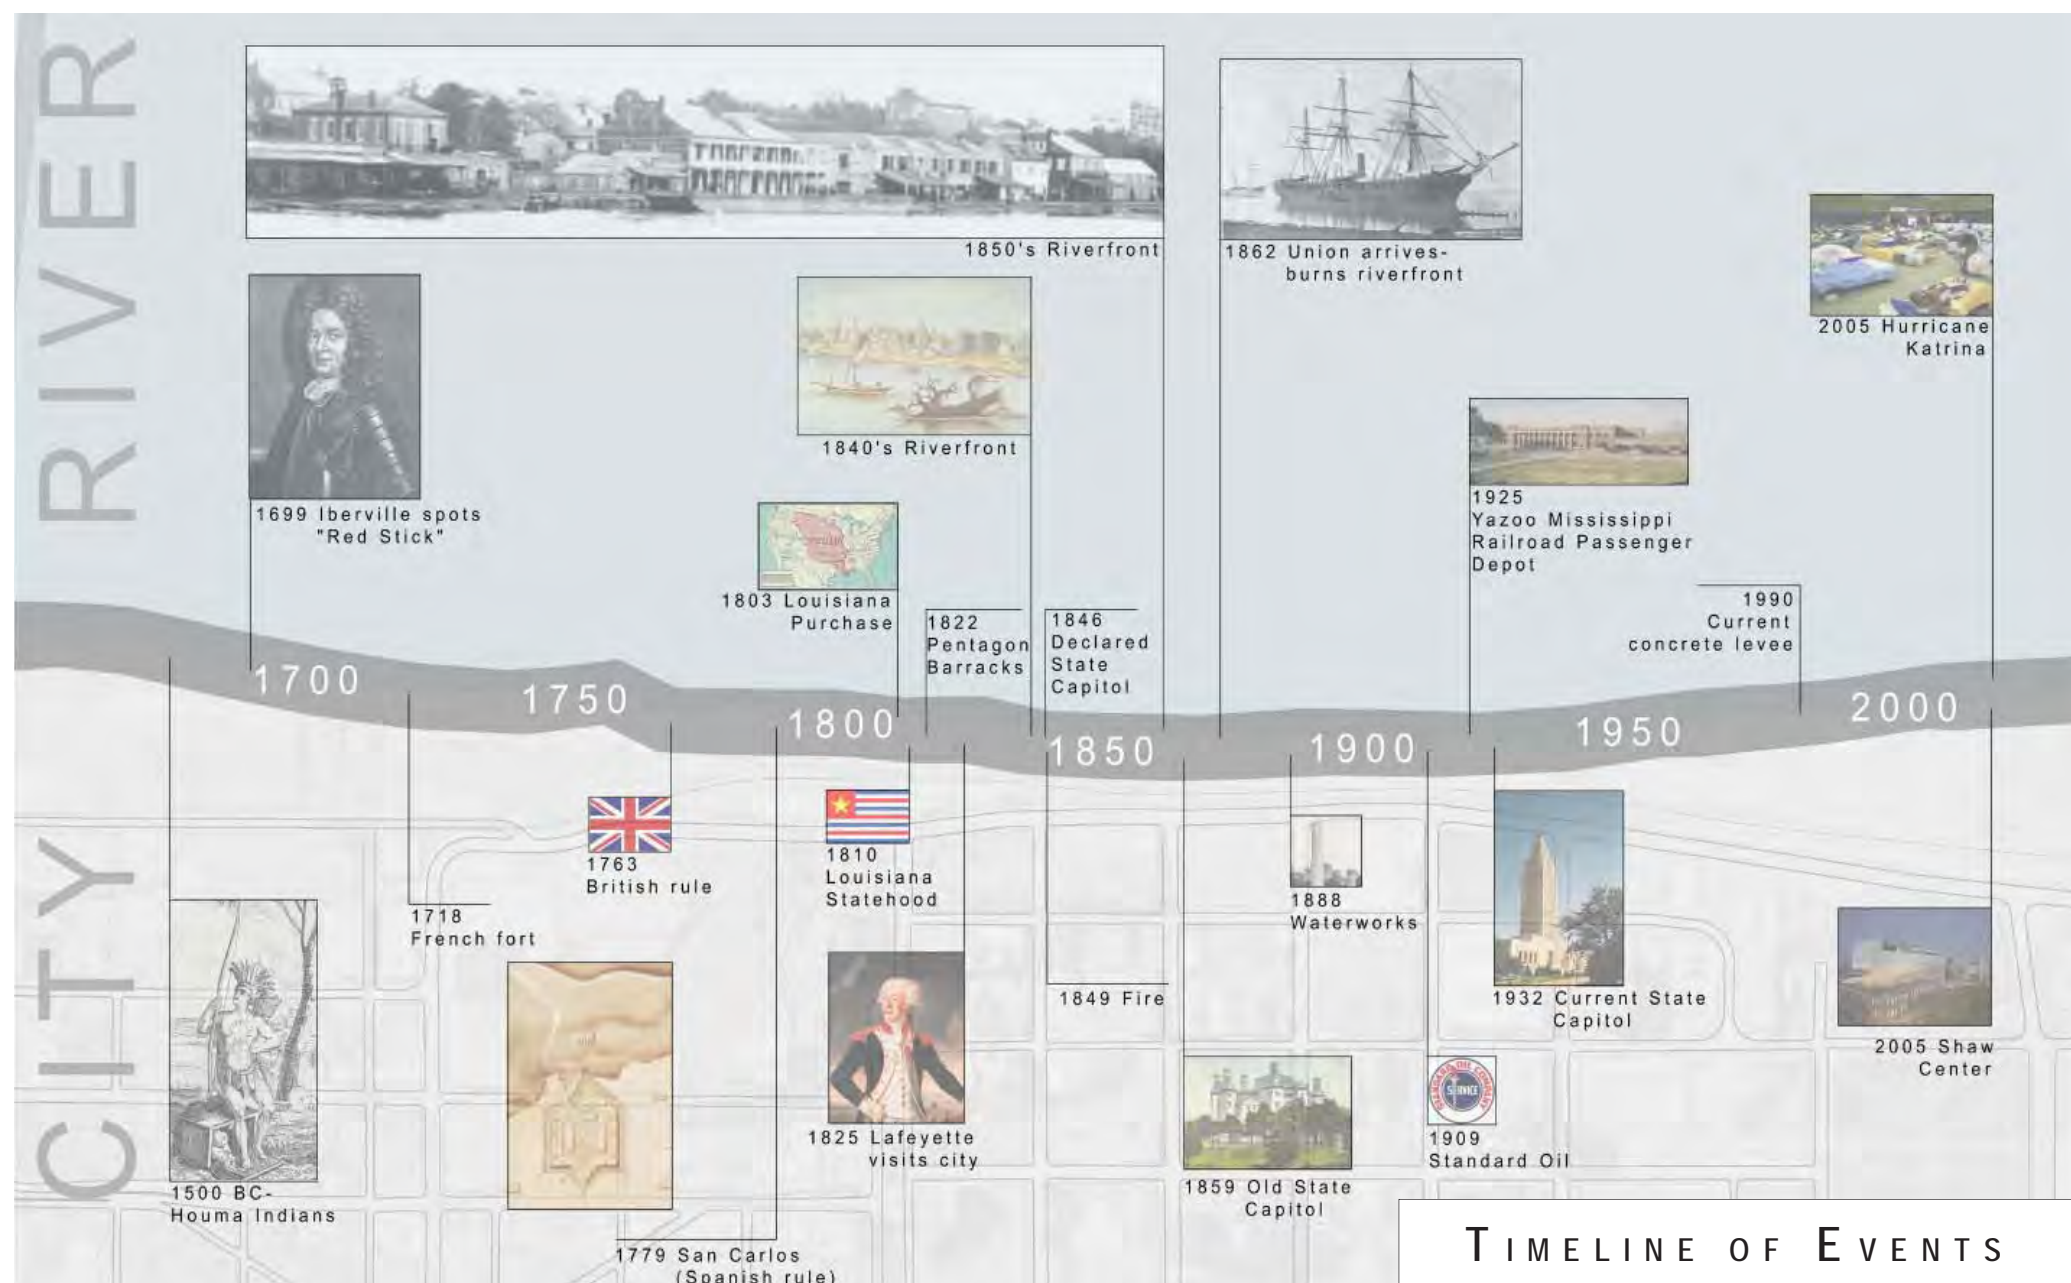 RIVER
1850's Riverfront
1862 Union arrives-
burns riverfront
2005 Hurricane
Katrina
1840's Riverfront
1699 Iberville spots
"Red Stick"
1925
Yazoo Mississippi
Railroad Passenger
Depot
1803 Louisiana
Purchase
1822
Pentagon
Barracks
1846
Declared
State
Capitol
1990
Current
concrete levee
1700
1750
1800
1850
1900
1950
2000
CITY
1763
British rule
1810
Louisiana
Statehood
1718
French fort
1888
Waterworks
1849 Fire
1932 Current State
Capitol
2005 Shaw
Center
1825 Lafeyette
visits city
STANDARD OIL COMPANY
SERVICE
1909
Standard Oil
1859 Old State
Capitol
1500 BC-
Houma Indians
1779 San Carlos
(Spanish rule)
TIMELINE OF EVENTS